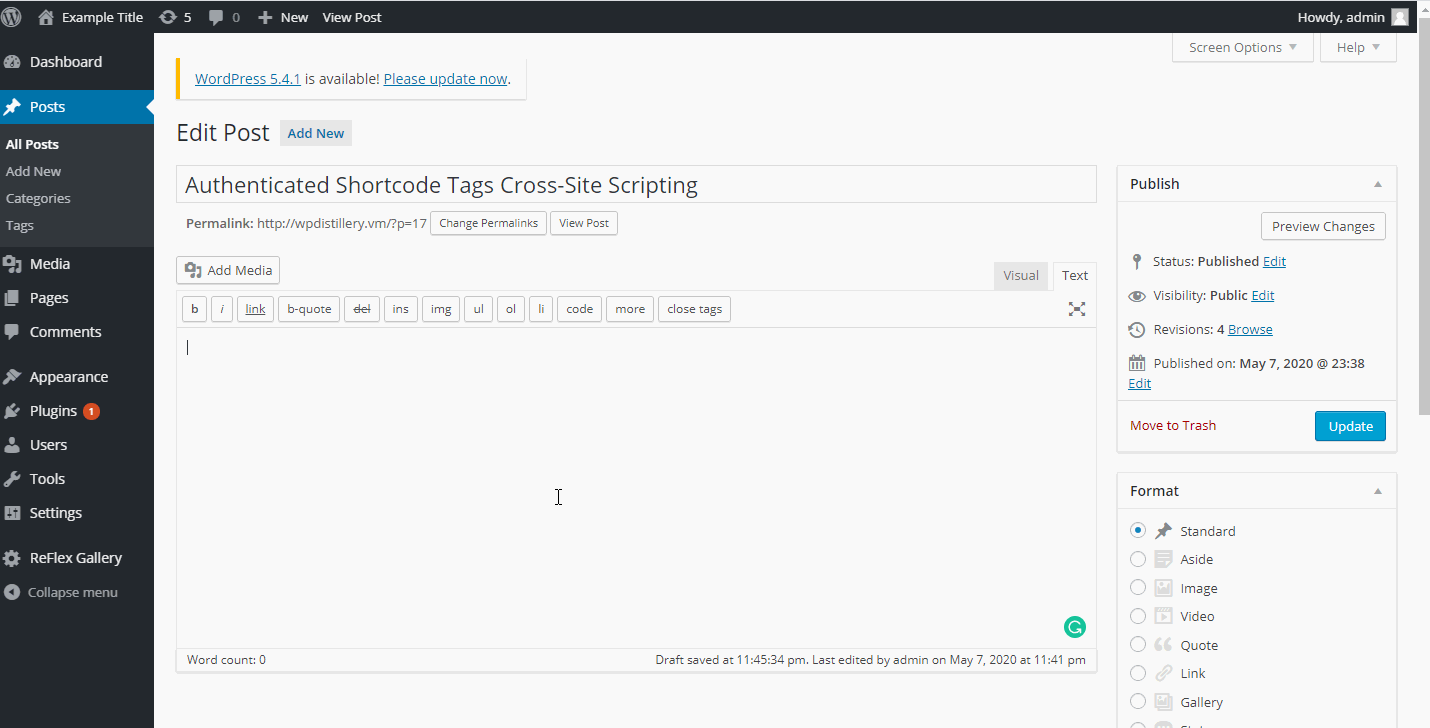 Example Title 5 0 New View Post Howdy, admin
Screen Options Help
Dashboard
Posts
All Posts
Add New
Categories
Tags
Media
Pages
Comments
Appearance
Plugins 1
Users
Tools
Settings
ReFlex Gallery
Collapse menu
WordPress 5.4.1 is available! Please update now.
Edit Post Add New
Authenticated Shortcode Tags Cross-Site Scripting
Permalink: http://wpdistillery.vm/?p=17 Change Permalinks View Post
Add Media Visual Text
b i link b-quote del ins img ul ol li code more close tags
Word count: 0 Draft saved at 11:45:34 pm. Last edited by admin on May 7, 2020 at 11:41 pm
Publish
Preview Changes
Status: Published Edit
Visibility: Public Edit
Revisions: 4 Browse
Published on: May 7, 2020 @ 23:38
Edit
Move to Trash Update
Format
Standard
Aside
Image
Video
Quote
Link
Gallery